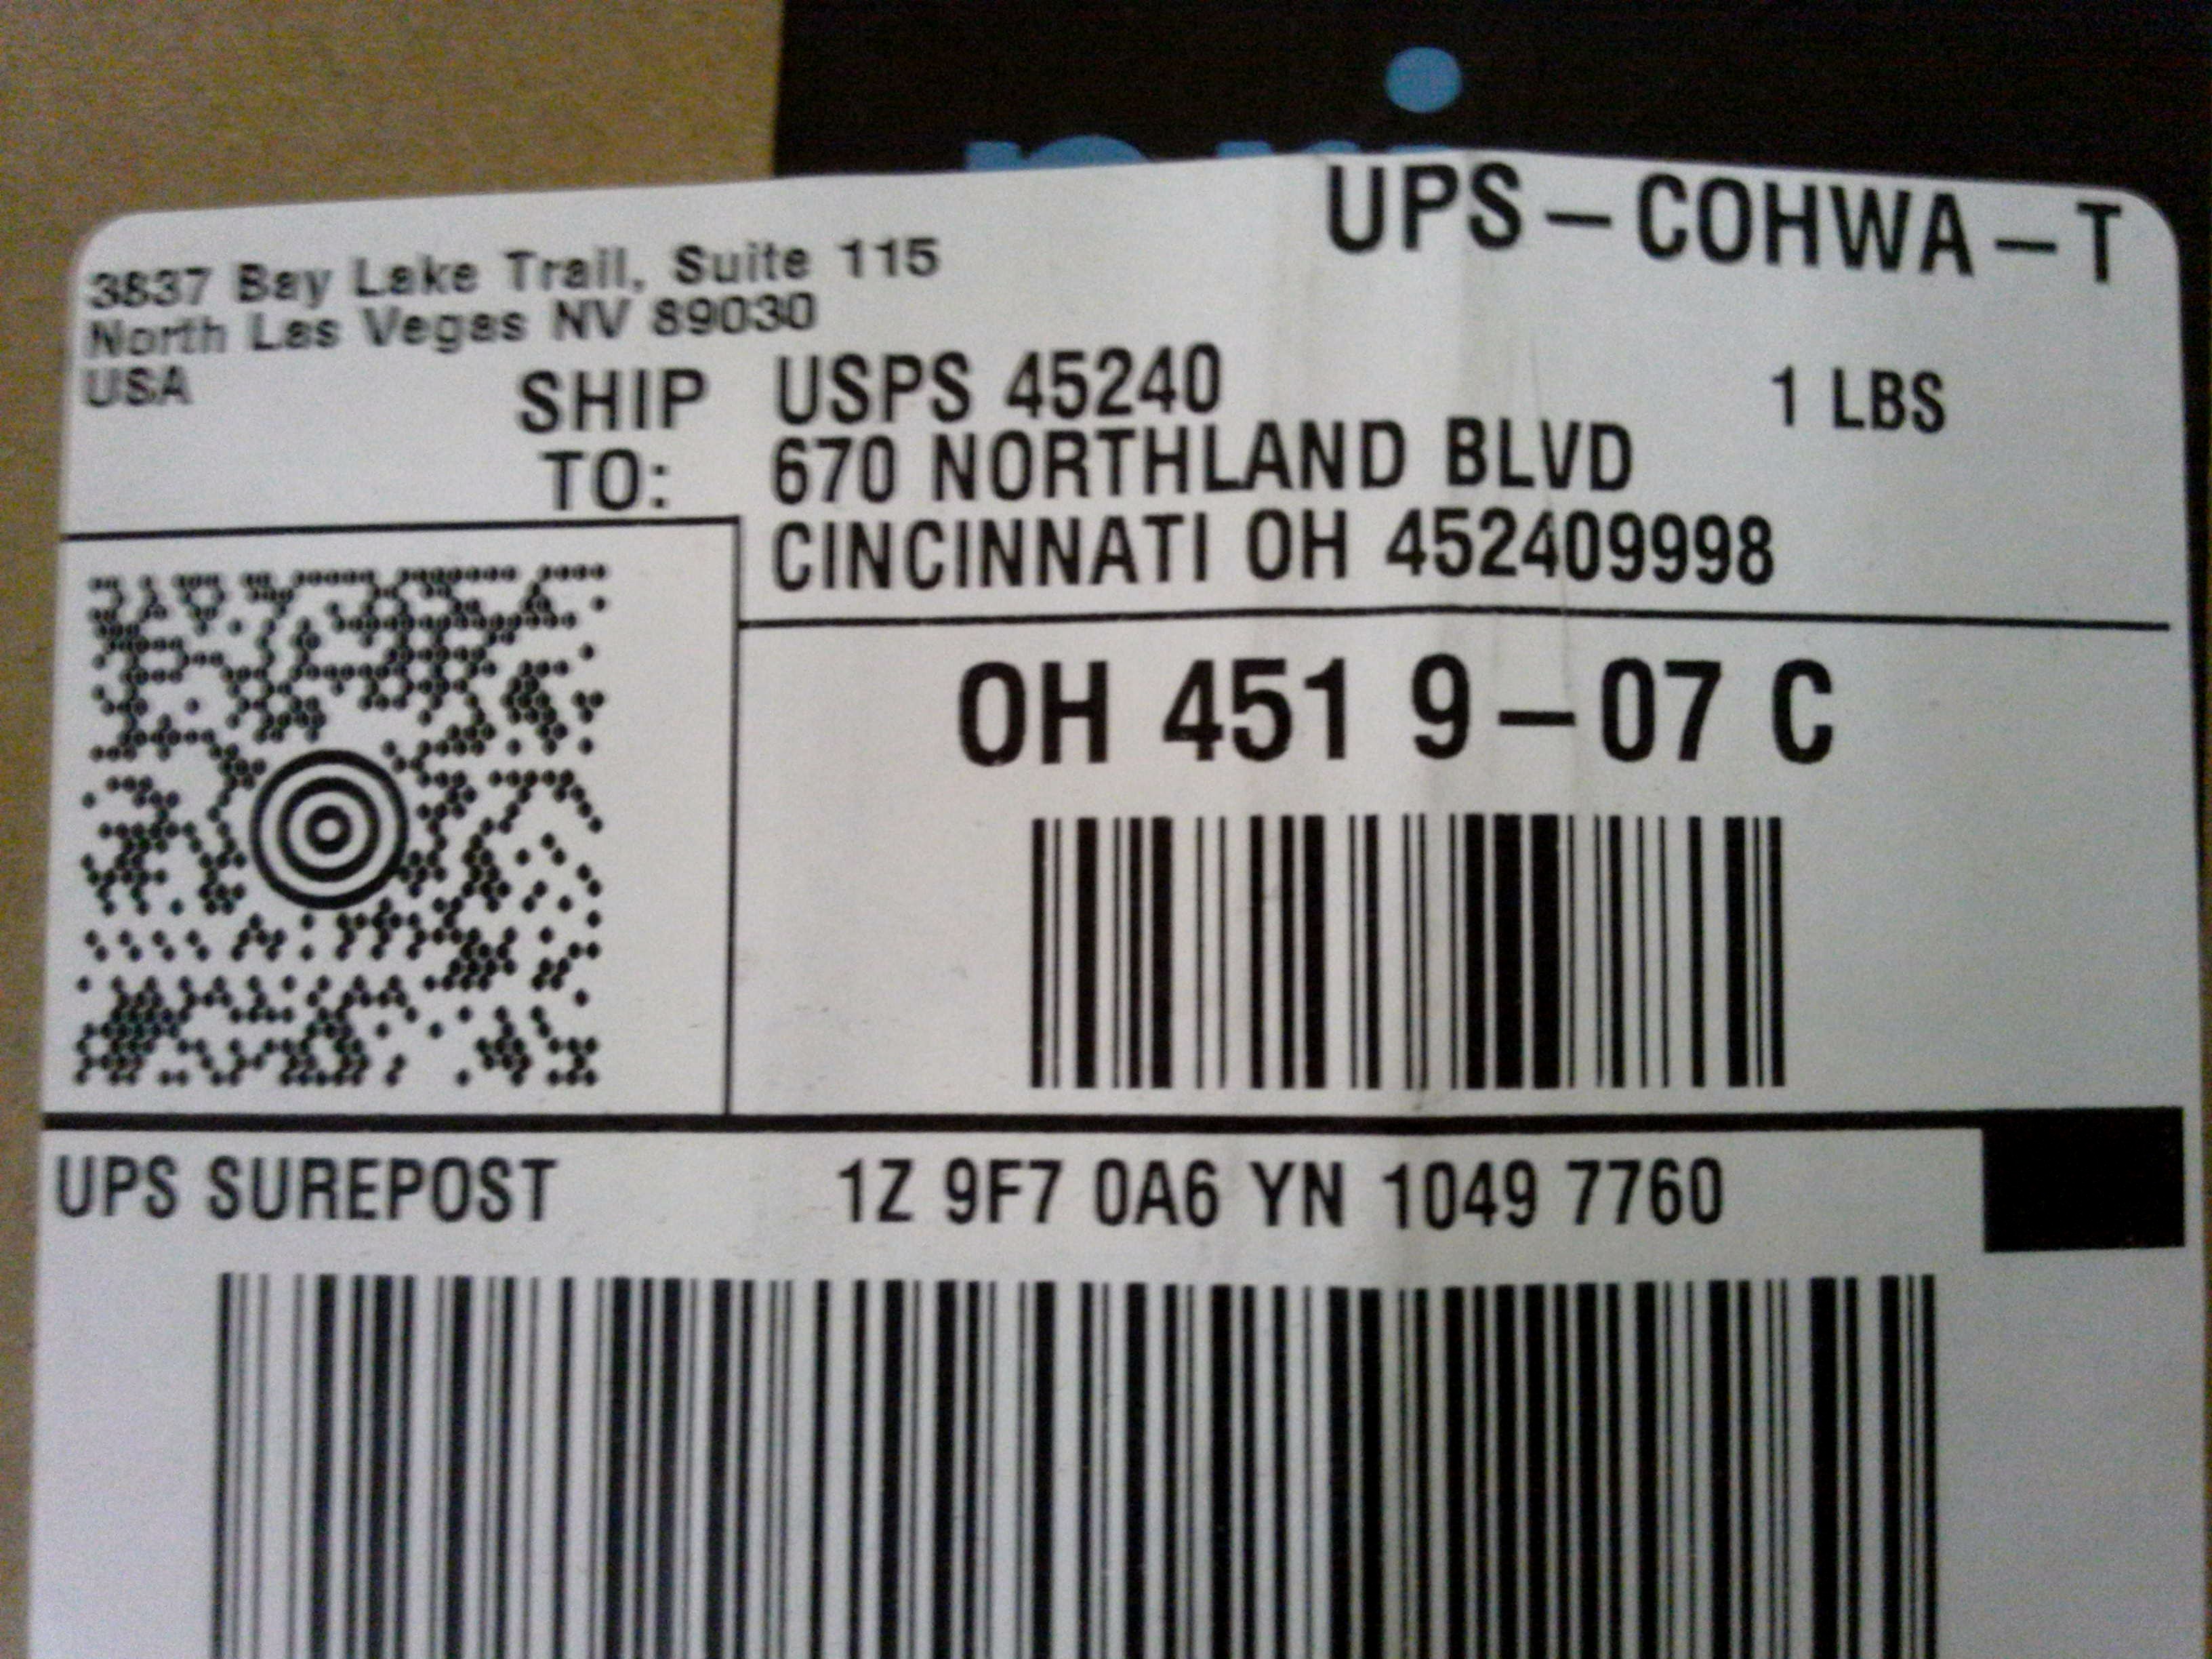 UPS-COHWA-T
3837 Bay Lake Trail, Suite 115
North Las Vegas NV 89030
USA
SHIP TO:
USPS 45240
1 LBS
670 NORTHLAND BLVD
CINCINNATI OH 452409998
OH 451 9-07 C
UPS SUREPOST
1Z 9F7 0A6 YN 1049 7760